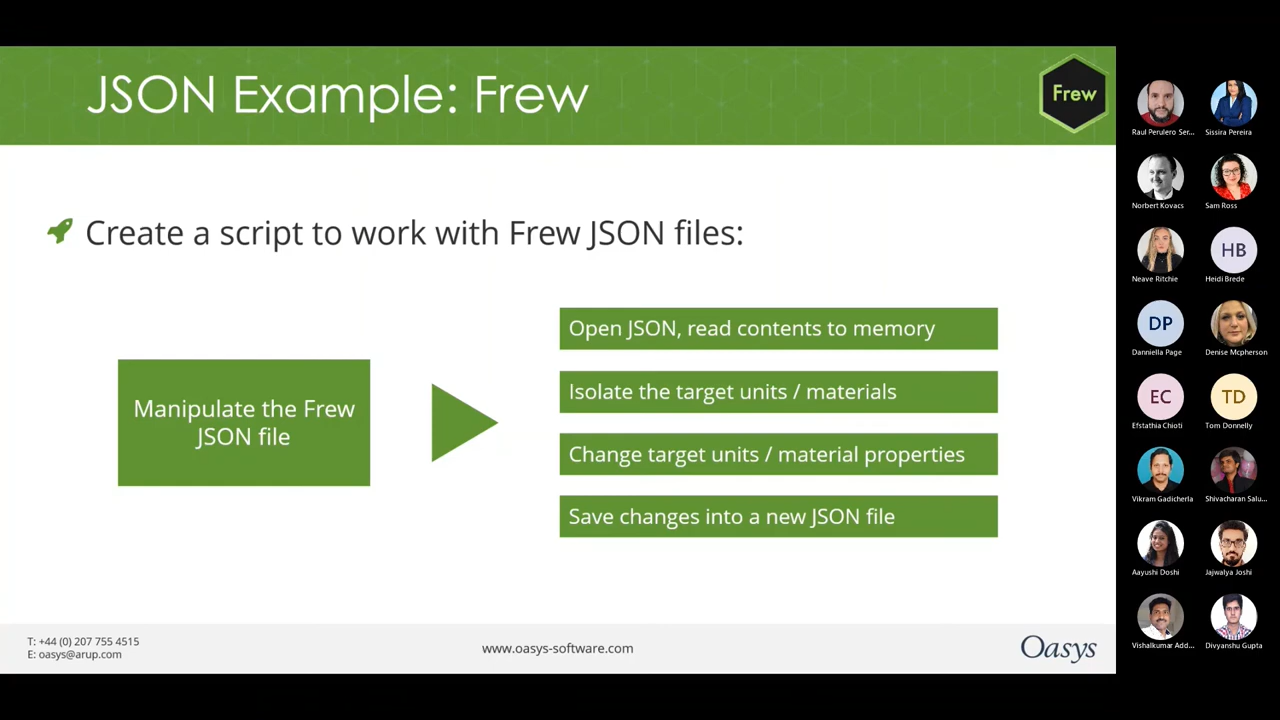 JSON Example: Frew
Frew
Create a script to work with Frew JSON files:
Manipulate the Frew
JSON file
Open JSON, read contents to memory
Isolate the target units / materials
Change target units / material properties
Save changes into a new JSON file
T: +44 (0) 207 755 4515
E: oasys@arup.com
www.oasys-software.com
Oasys
Raul Perulero Ser...
Sissira Pereira
Norbert Kovacs
Sam Ross
Neave Ritchie
HB
Heidi Brede
DP
Danniella Page
Denise Mcpherson
EC
Efstathia Chioti
TD
Tom Donnelly
Vikram Gadicherla
Shivacharan Salu...
Aayushi Doshi
Jajwalya Joshi
Vishalkumar Add...
Divyanshu Gupta